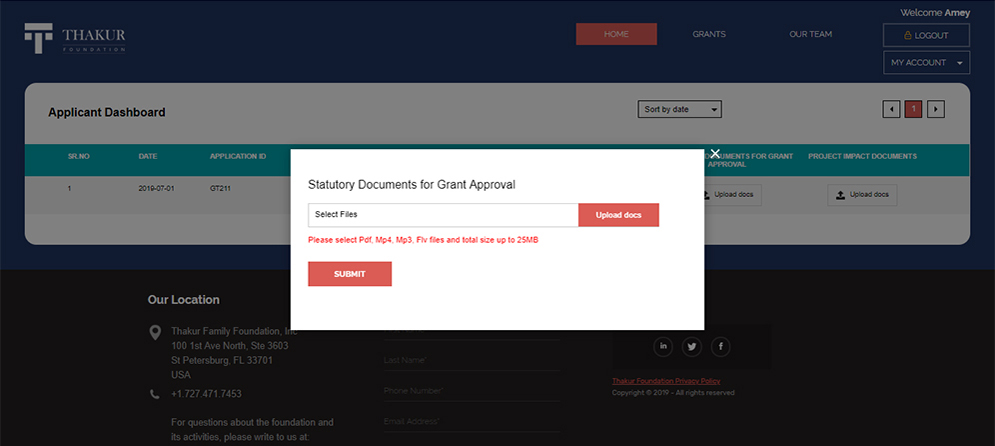 Welcome Amey
THAKUR
FOUNDATION
HOME
GRANTS
OUR TEAM
LOGOUT
MY ACCOUNT
Applicant Dashboard
Sort by date
1
SR.NO
DATE
APPLICATION ID
DOCUMENTS FOR GRANT
APPROVAL
PROJECT IMPACT DOCUMENTS
1
2019-07-01
GT211
Upload docs
Upload docs
Statutory Documents for Grant Approval
Select Files
Upload docs
Please select Pdf, Mp4, Mp3, Flv files and total size up to 25MB
SUBMIT
Our Location
Thakur Family Foundation, Inc
100 1st Ave North, Ste 3603
St Petersburg, FL 33701
USA
+1.727.471.7453
For questions about the foundation and
its activities, please write to us at:
Last Name*
Phone Number*
Email Address*
in
f
Thakur Foundation Privacy Policy
Copyright © 2019 - All rights reserved